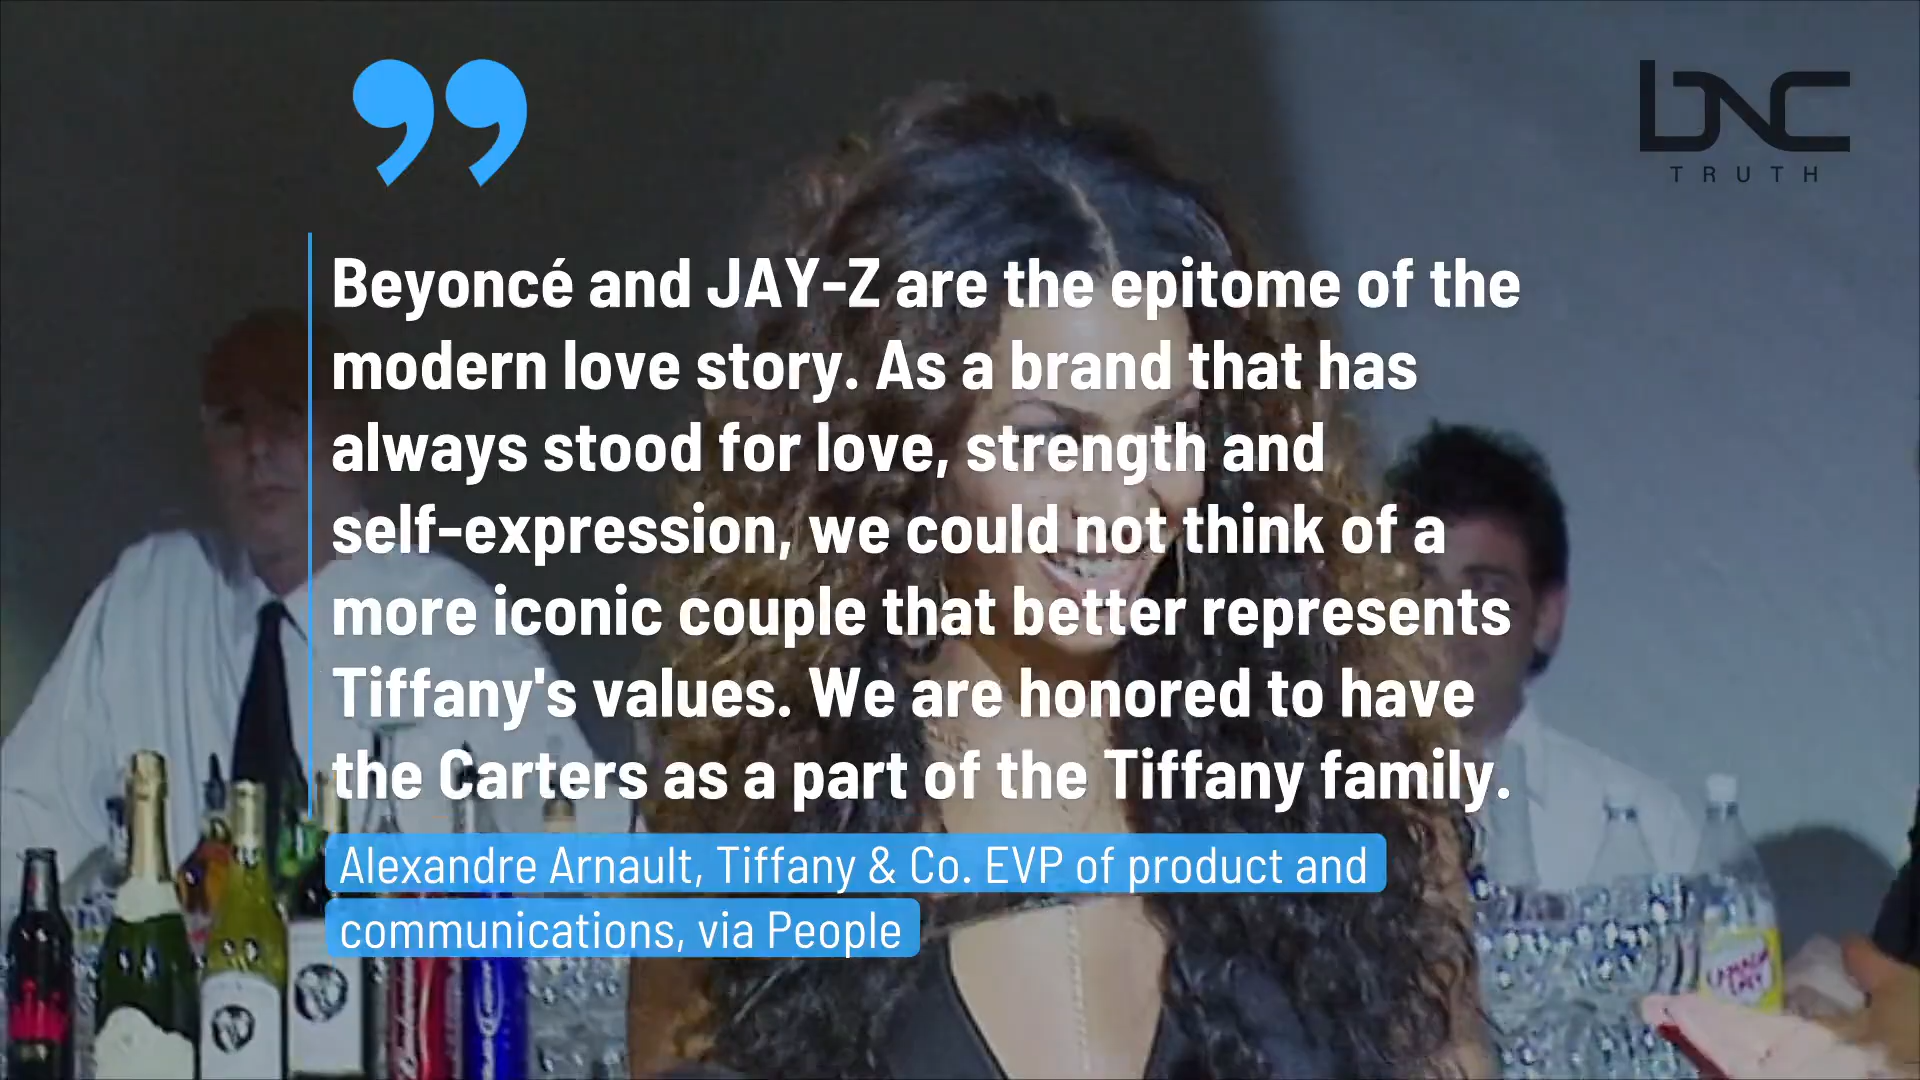 ”
bnc
TRUTH
Beyoncé and JAY-Z are the epitome of the
modern love story. As a brand that has
always stood for love, strength and
self-expression, we could not think of a
more iconic couple that better represents
Tiffany's values. We are honored to have
the Carters as a part of the Tiffany family.
Alexandre Arnault, Tiffany & Co. EVP of product and
communications, via People